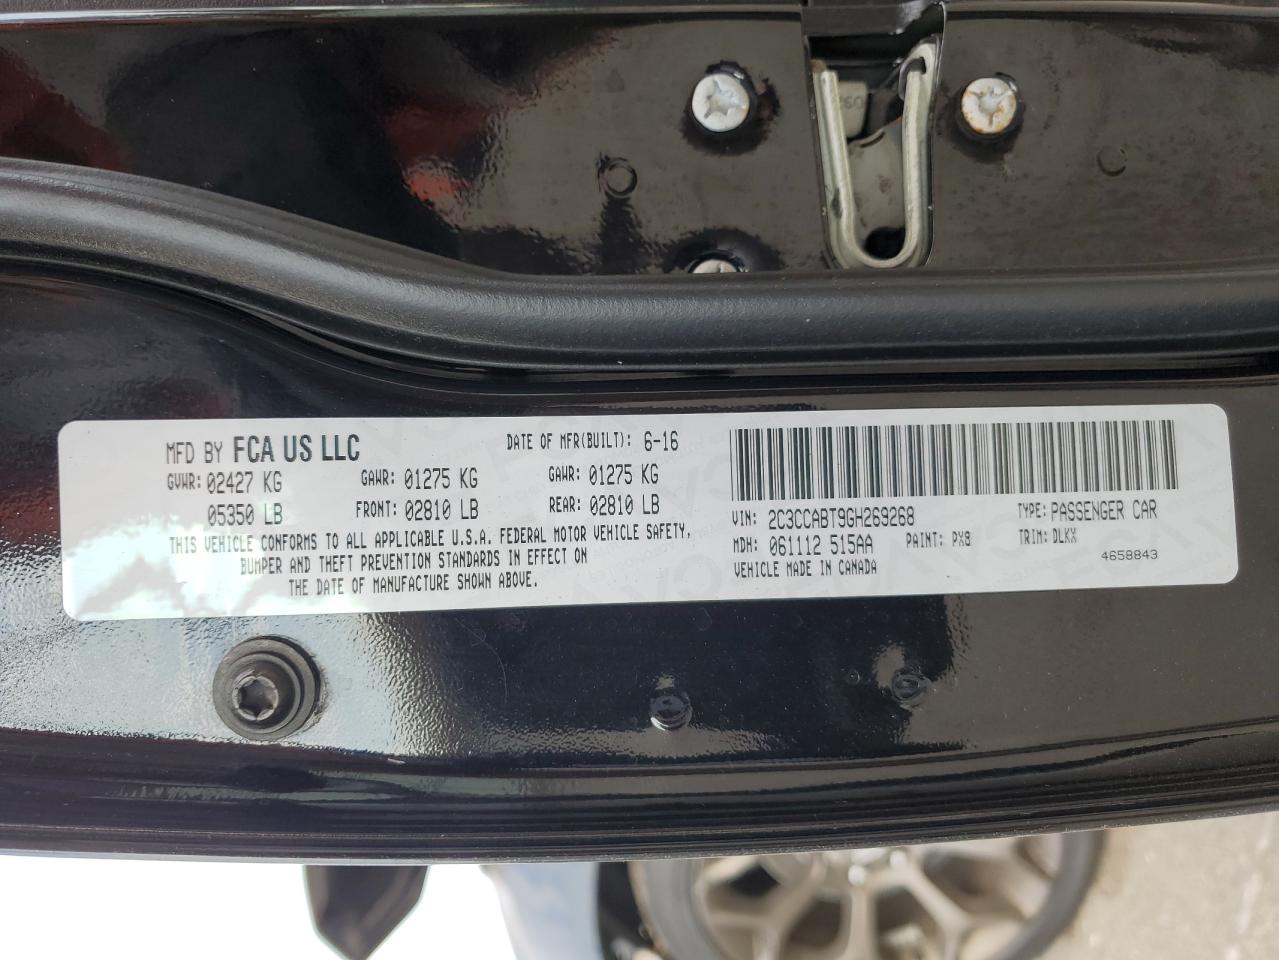 MFD BY FCA US LLC DATE OF MFR(BUILT): 6-16
GVWR: 02427 KG GAWR: 01275 KG GAWR: 01275 KG
05350 LB FRONT: 02810 LB REAR: 02810 LB
THIS VEHICLE CONFORMS TO ALL APPLICABLE U.S.A. FEDERAL MOTOR VEHICLE SAFETY,
BUMPER AND THEFT PREVENTION STANDARDS IN EFFECT ON
THE DATE OF MANUFACTURE SHOWN ABOVE.
VIN: 2C3CCABT9GH269268 TYPE: PASSENGER CAR
MDH: 061112 515AA PAINT: PX8 TRIM: DLKX
VEHICLE MADE IN CANADA 4658843